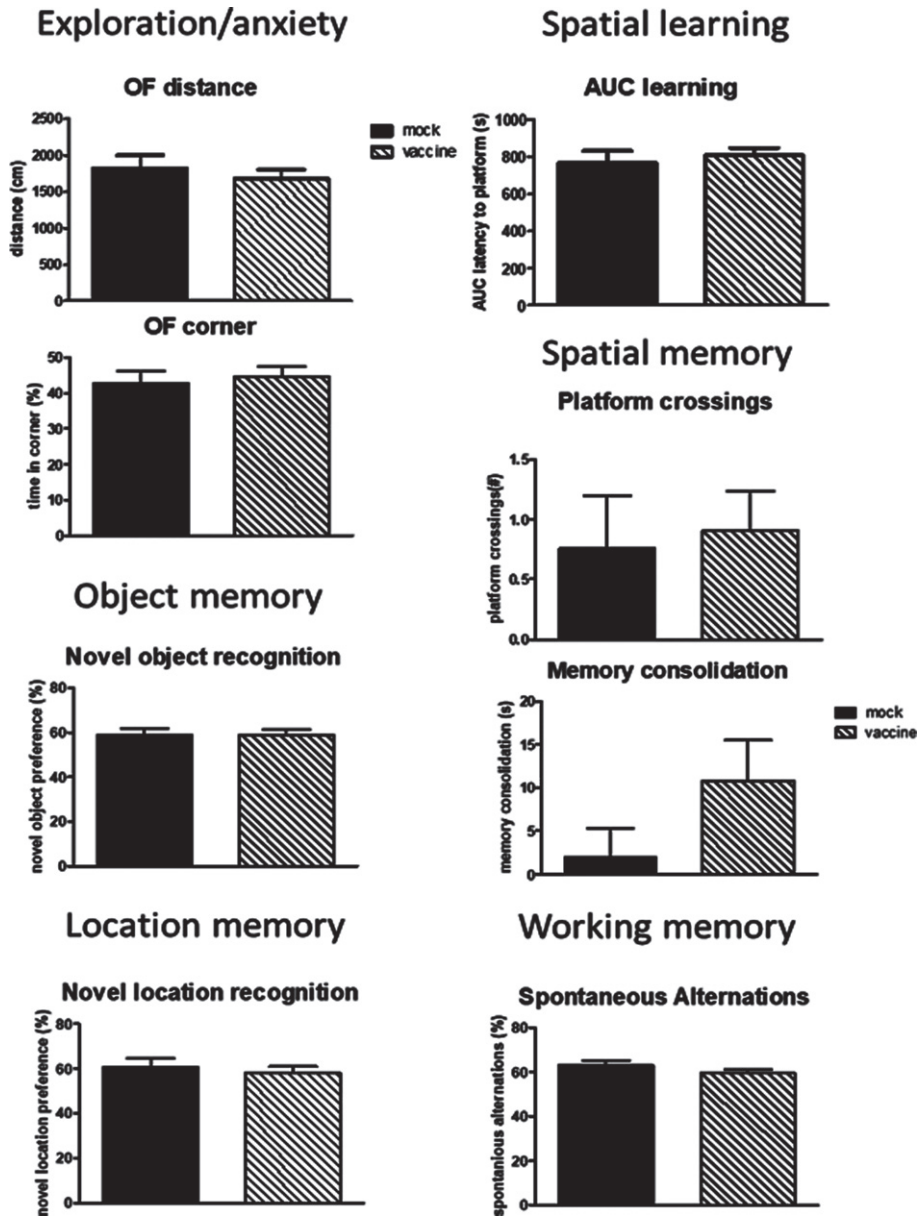 Exploration/anxiety
OF distance
distance (cm)
2500
2000
1500
1000
500
0
mock
vaccine
OF corner
time in corner (%)
50
40
30
20
10
0
Object memory
Novel object recognition
novel object preference (%)
80
60
40
20
0
Location memory
Novel location recognition
novel location preference (%)
80
60
40
20
0
Spatial learning
AUC learning
AUC latency to platform (s)
1000
800
600
400
200
0
Spatial memory
Platform crossings
platform crossings(#)
1.5
1.0
0.5
0.0
Memory consolidation
memory consolidation (s)
20
15
10
5
0
mock
vaccine
Working memory
Spontaneous Alternations
spontanious alternations (%)
80
60
40
20
0